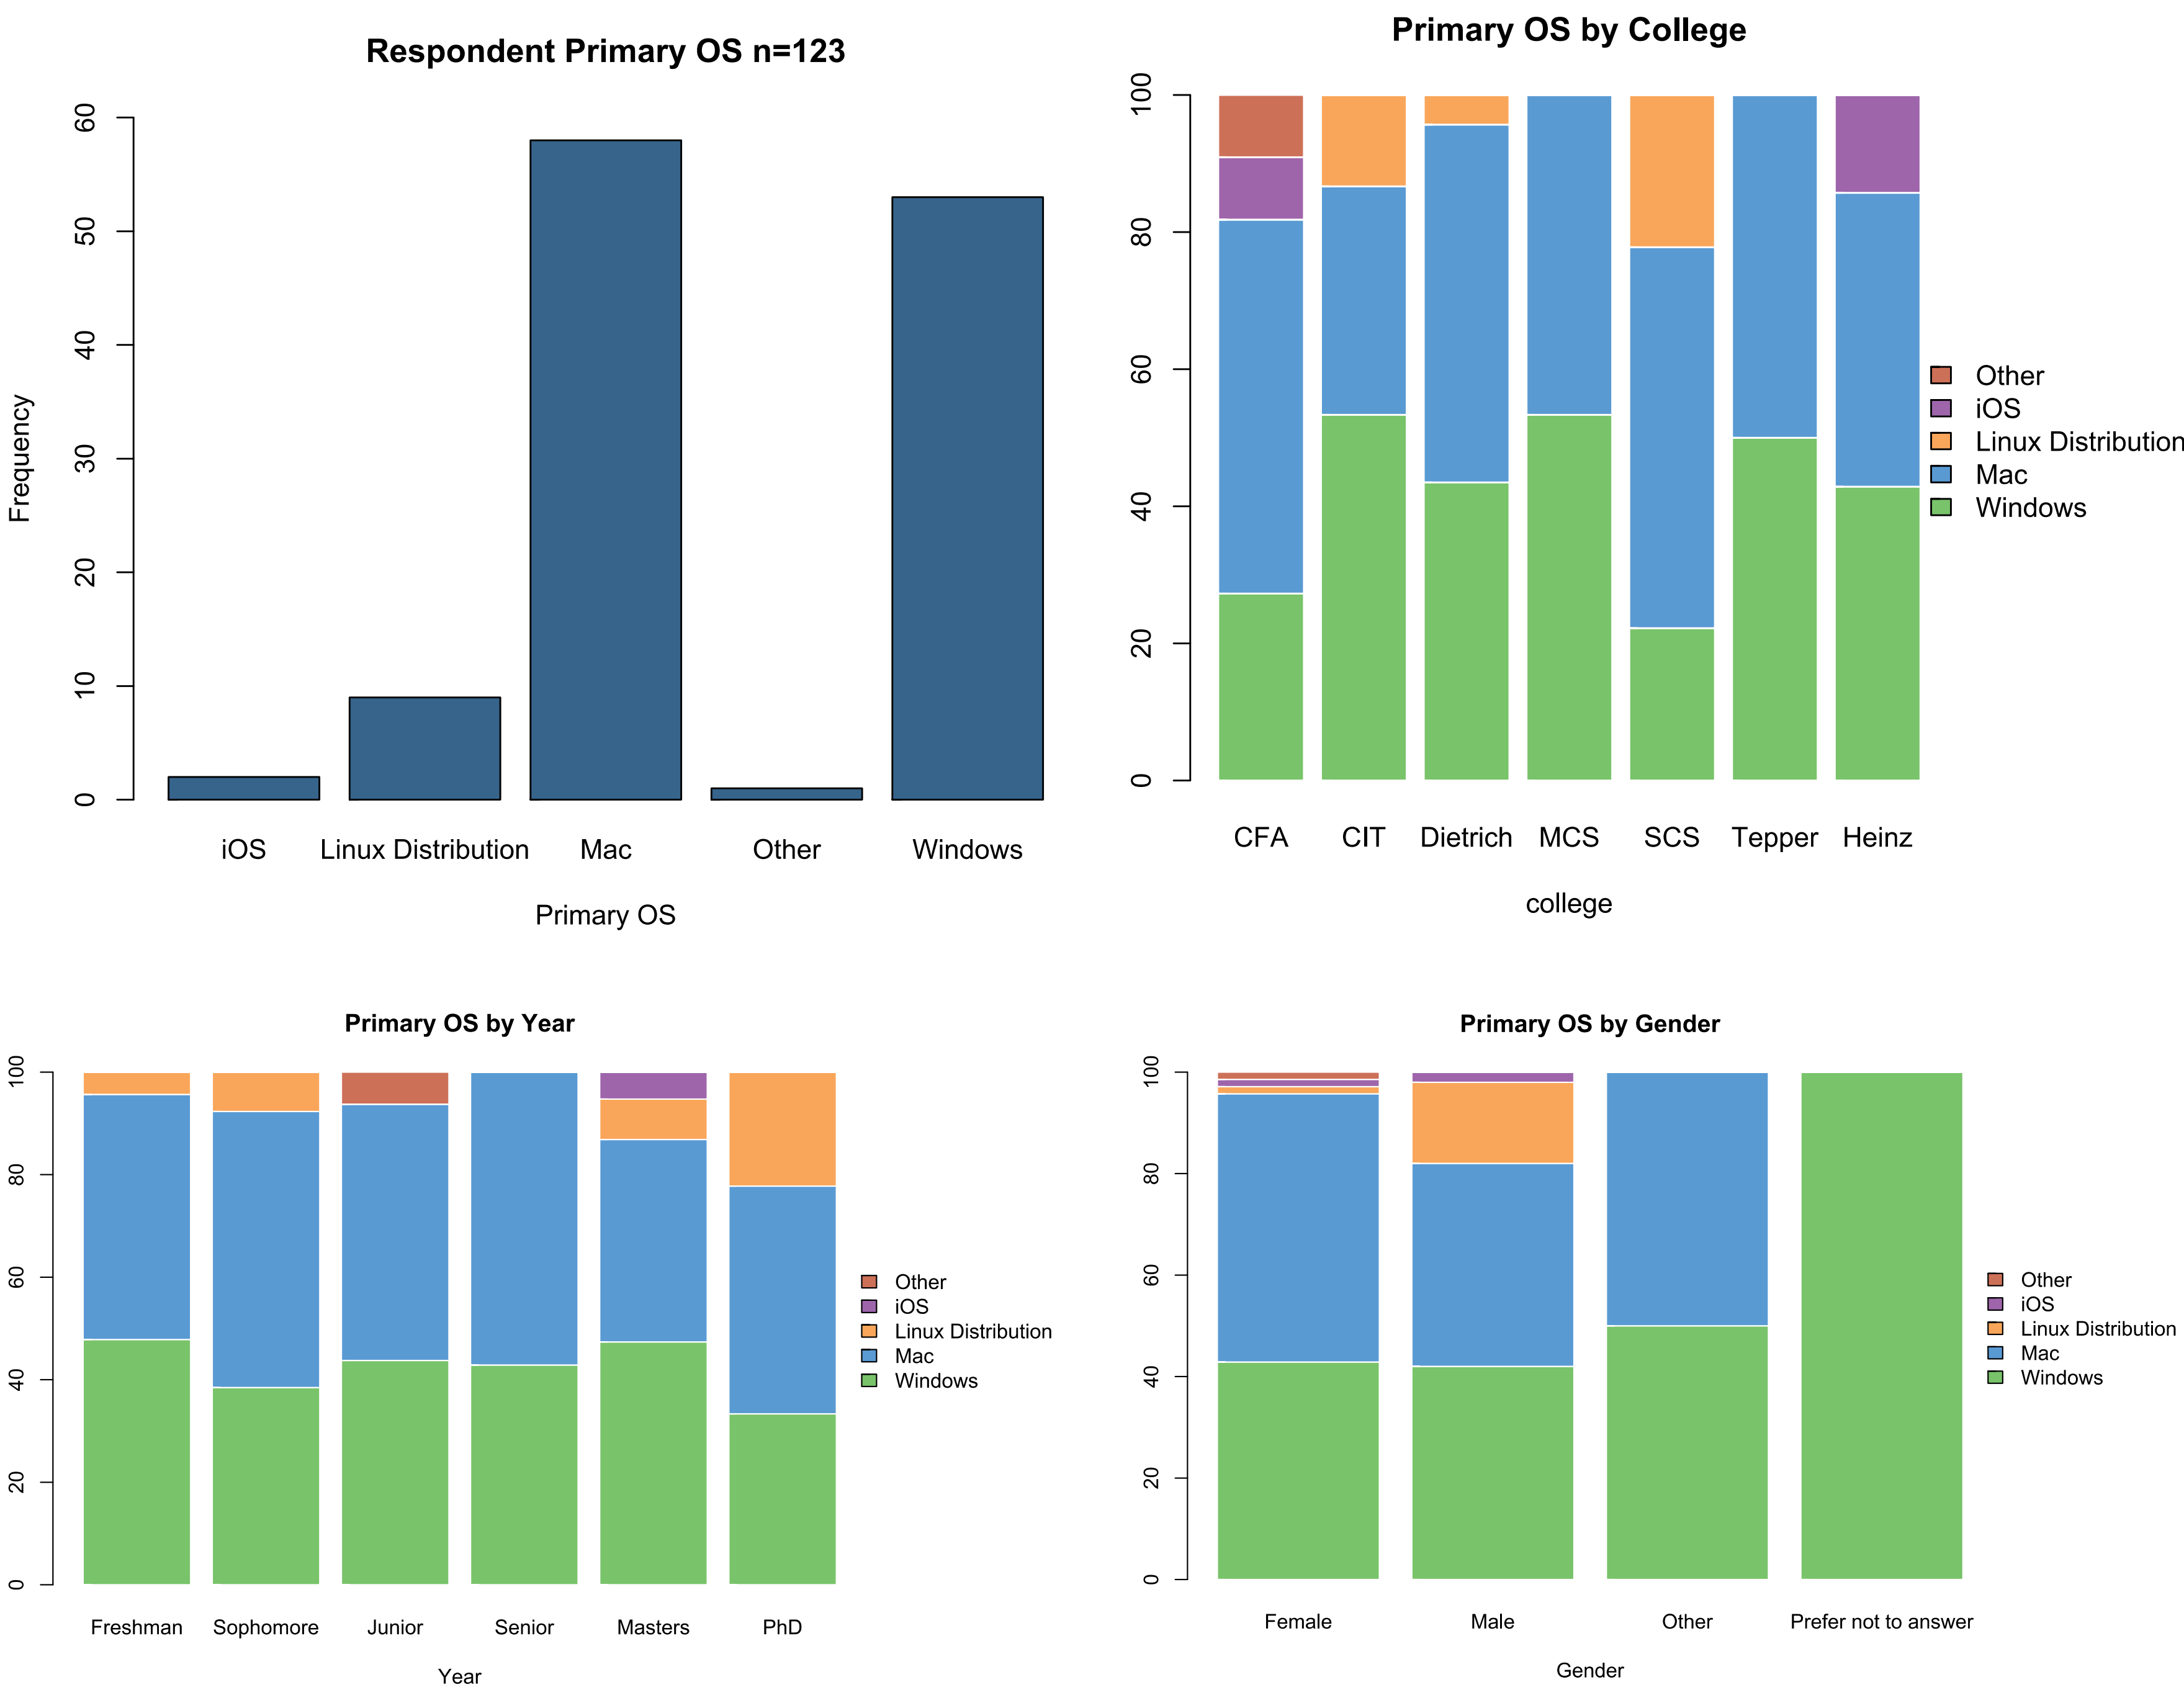 Respondent Primary OS n=123
60
50
40
30
20
10
0
Frequency
iOS
Linux Distribution
Mac
Other
Windows
Primary OS
Primary OS by College
100
80
60
40
20
0
CFA
CIT
Dietrich
MCS
SCS
Tepper
Heinz
college
Other
iOS
Linux Distribution
Mac
Windows
Primary OS by Year
100
80
60
40
20
0
Freshman
Sophomore
Junior
Senior
Masters
PhD
Year
Other
iOS
Linux Distribution
Mac
Windows
Primary OS by Gender
100
80
60
40
20
0
Female
Male
Other
Prefer not to answer
Gender
Other
iOS
Linux Distribution
Mac
Windows